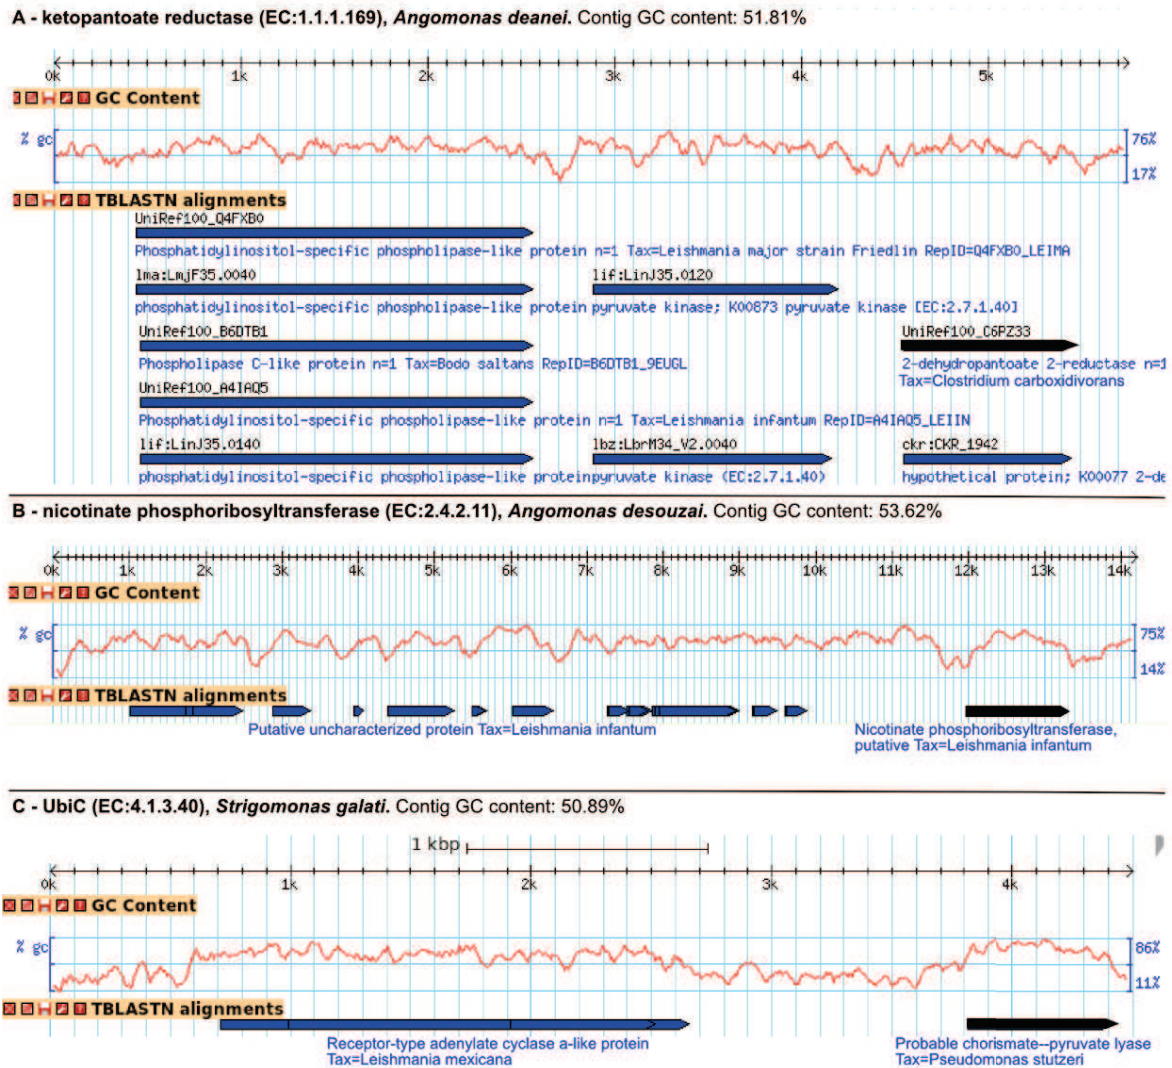 A - ketopantoate reductase (EC:1.1.1.169), Angomonas deanei. Contig GC content: 51.81%
0k 1k 2k 3k 4k 5k
GC Content
% gc 76%
17%
TBLASTN alignments
UniRef100_Q4FXB0
Phosphatidylinositol-specific phospholipase-like protein n=1 Tax=Leishmania major strain Friedlin RepID=Q4FXB0_LEIMA
lma:LmjF35.0040 lif:LinJ35.0120
phosphatidylinositol-specific phospholipase-like protein pyruvate kinase; K00873 pyruvate kinase [EC:2.7.1.40]
UniRef100_B6DTB1 UniRef100_C6PZ33
Phospholipase C-like protein n=1 Tax=Bodo saltans RepID=B6DTB1_9EUGL 2-dehydropantoate 2-reductase n=1
Tax=Clostridium carboxidivorans
UniRef100_A4IAQ5
Phosphatidylinositol-specific phospholipase-like protein n=1 Tax=Leishmania infantum RepID=A4IAQ5_LEIIN
lif:LinJ35.0140 lbz:LbrM34_V2.0040 ckr:CKR_1942
phosphatidylinositol-specific phospholipase-like protein pyruvate kinase (EC:2.7.1.40) hypothetical protein; K00077 2-de
B - nicotinate phosphoribosyltransferase (EC:2.4.2.11), Angomonas desouzai. Contig GC content: 53.62%
0k 1k 2k 3k 4k 5k 6k 7k 8k 9k 10k 11k 12k 13k 14k
GC Content
% gc 75%
14%
TBLASTN alignments
Putative uncharacterized protein Tax=Leishmania infantum
Nicotinate phosphoribosyltransferase,
putative Tax=Leishmania infantum
C - UbiC (EC:4.1.3.40), Strigomonas galati. Contig GC content: 50.89%
1 kbp
0k 1k 2k 3k 4k
GC Content
% gc 86%
11%
TBLASTN alignments
Receptor-type adenylate cyclase a-like protein
Tax=Leishmania mexicana
Probable chorismate--pyruvate lyase
Tax=Pseudomonas stutzeri